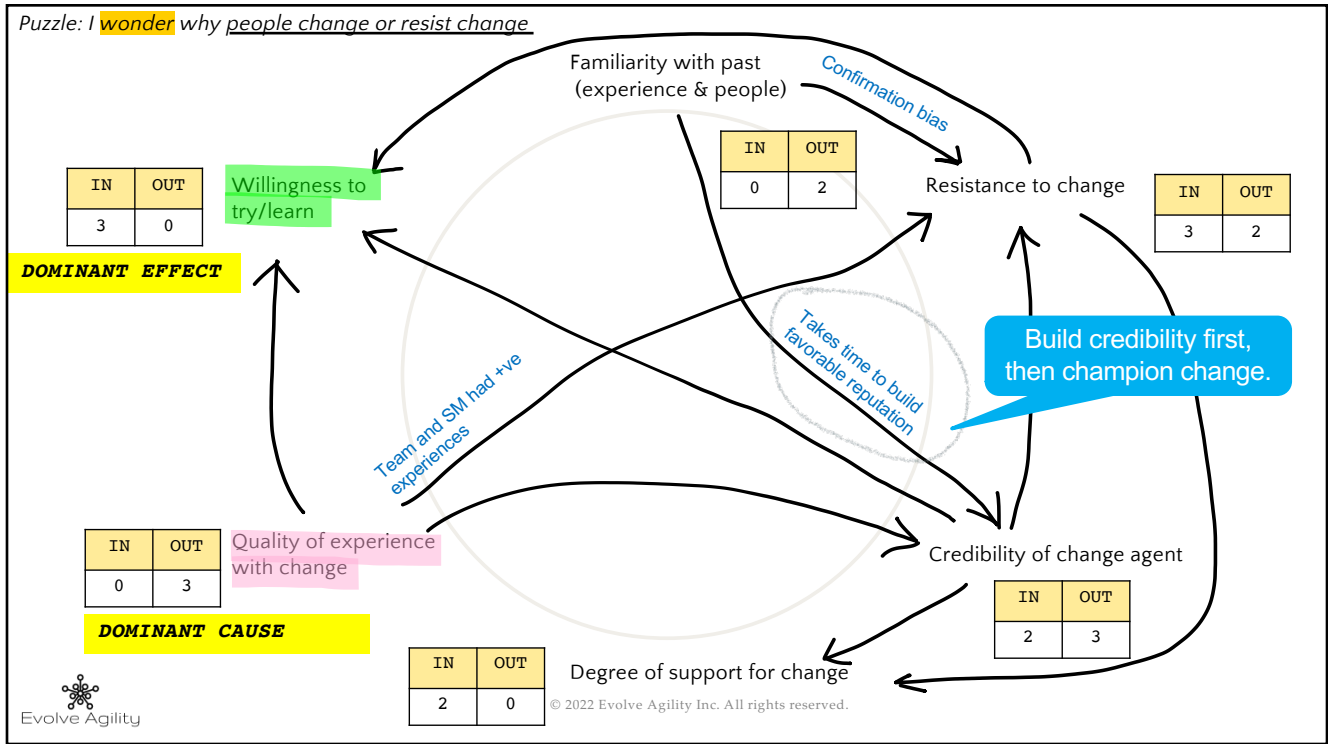 Puzzle: I wonder why people change or resist change
Familiarity with past
(experience & people)
Confirmation bias
IN OUT
0 2
Resistance to change
IN OUT
3 2
IN OUT
3 0
Willingness to
try/learn
DOMINANT EFFECT
Takes time to build
favorable reputation
Build credibility first,
then champion change.
Team and SM had +ve
experiences
IN OUT
0 3
Quality of experience
with change
DOMINANT CAUSE
Credibility of change agent
IN OUT
2 3
IN OUT
2 0
Degree of support for change
© 2022 Evolve Agility Inc. All rights reserved.
Evolve Agility